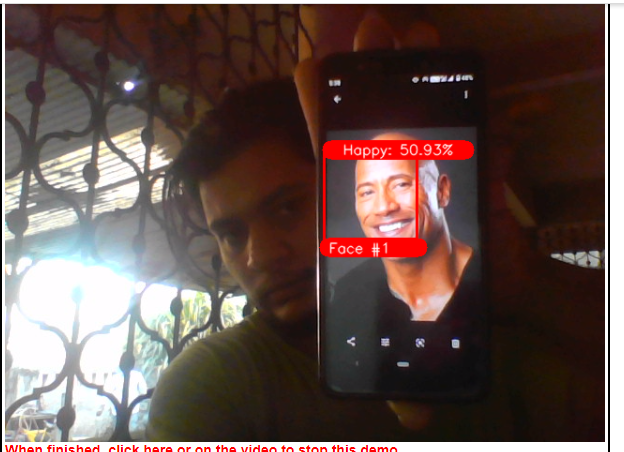 Happy: 50.93%
Face #1
When finished, click here or on the video to stop this demo